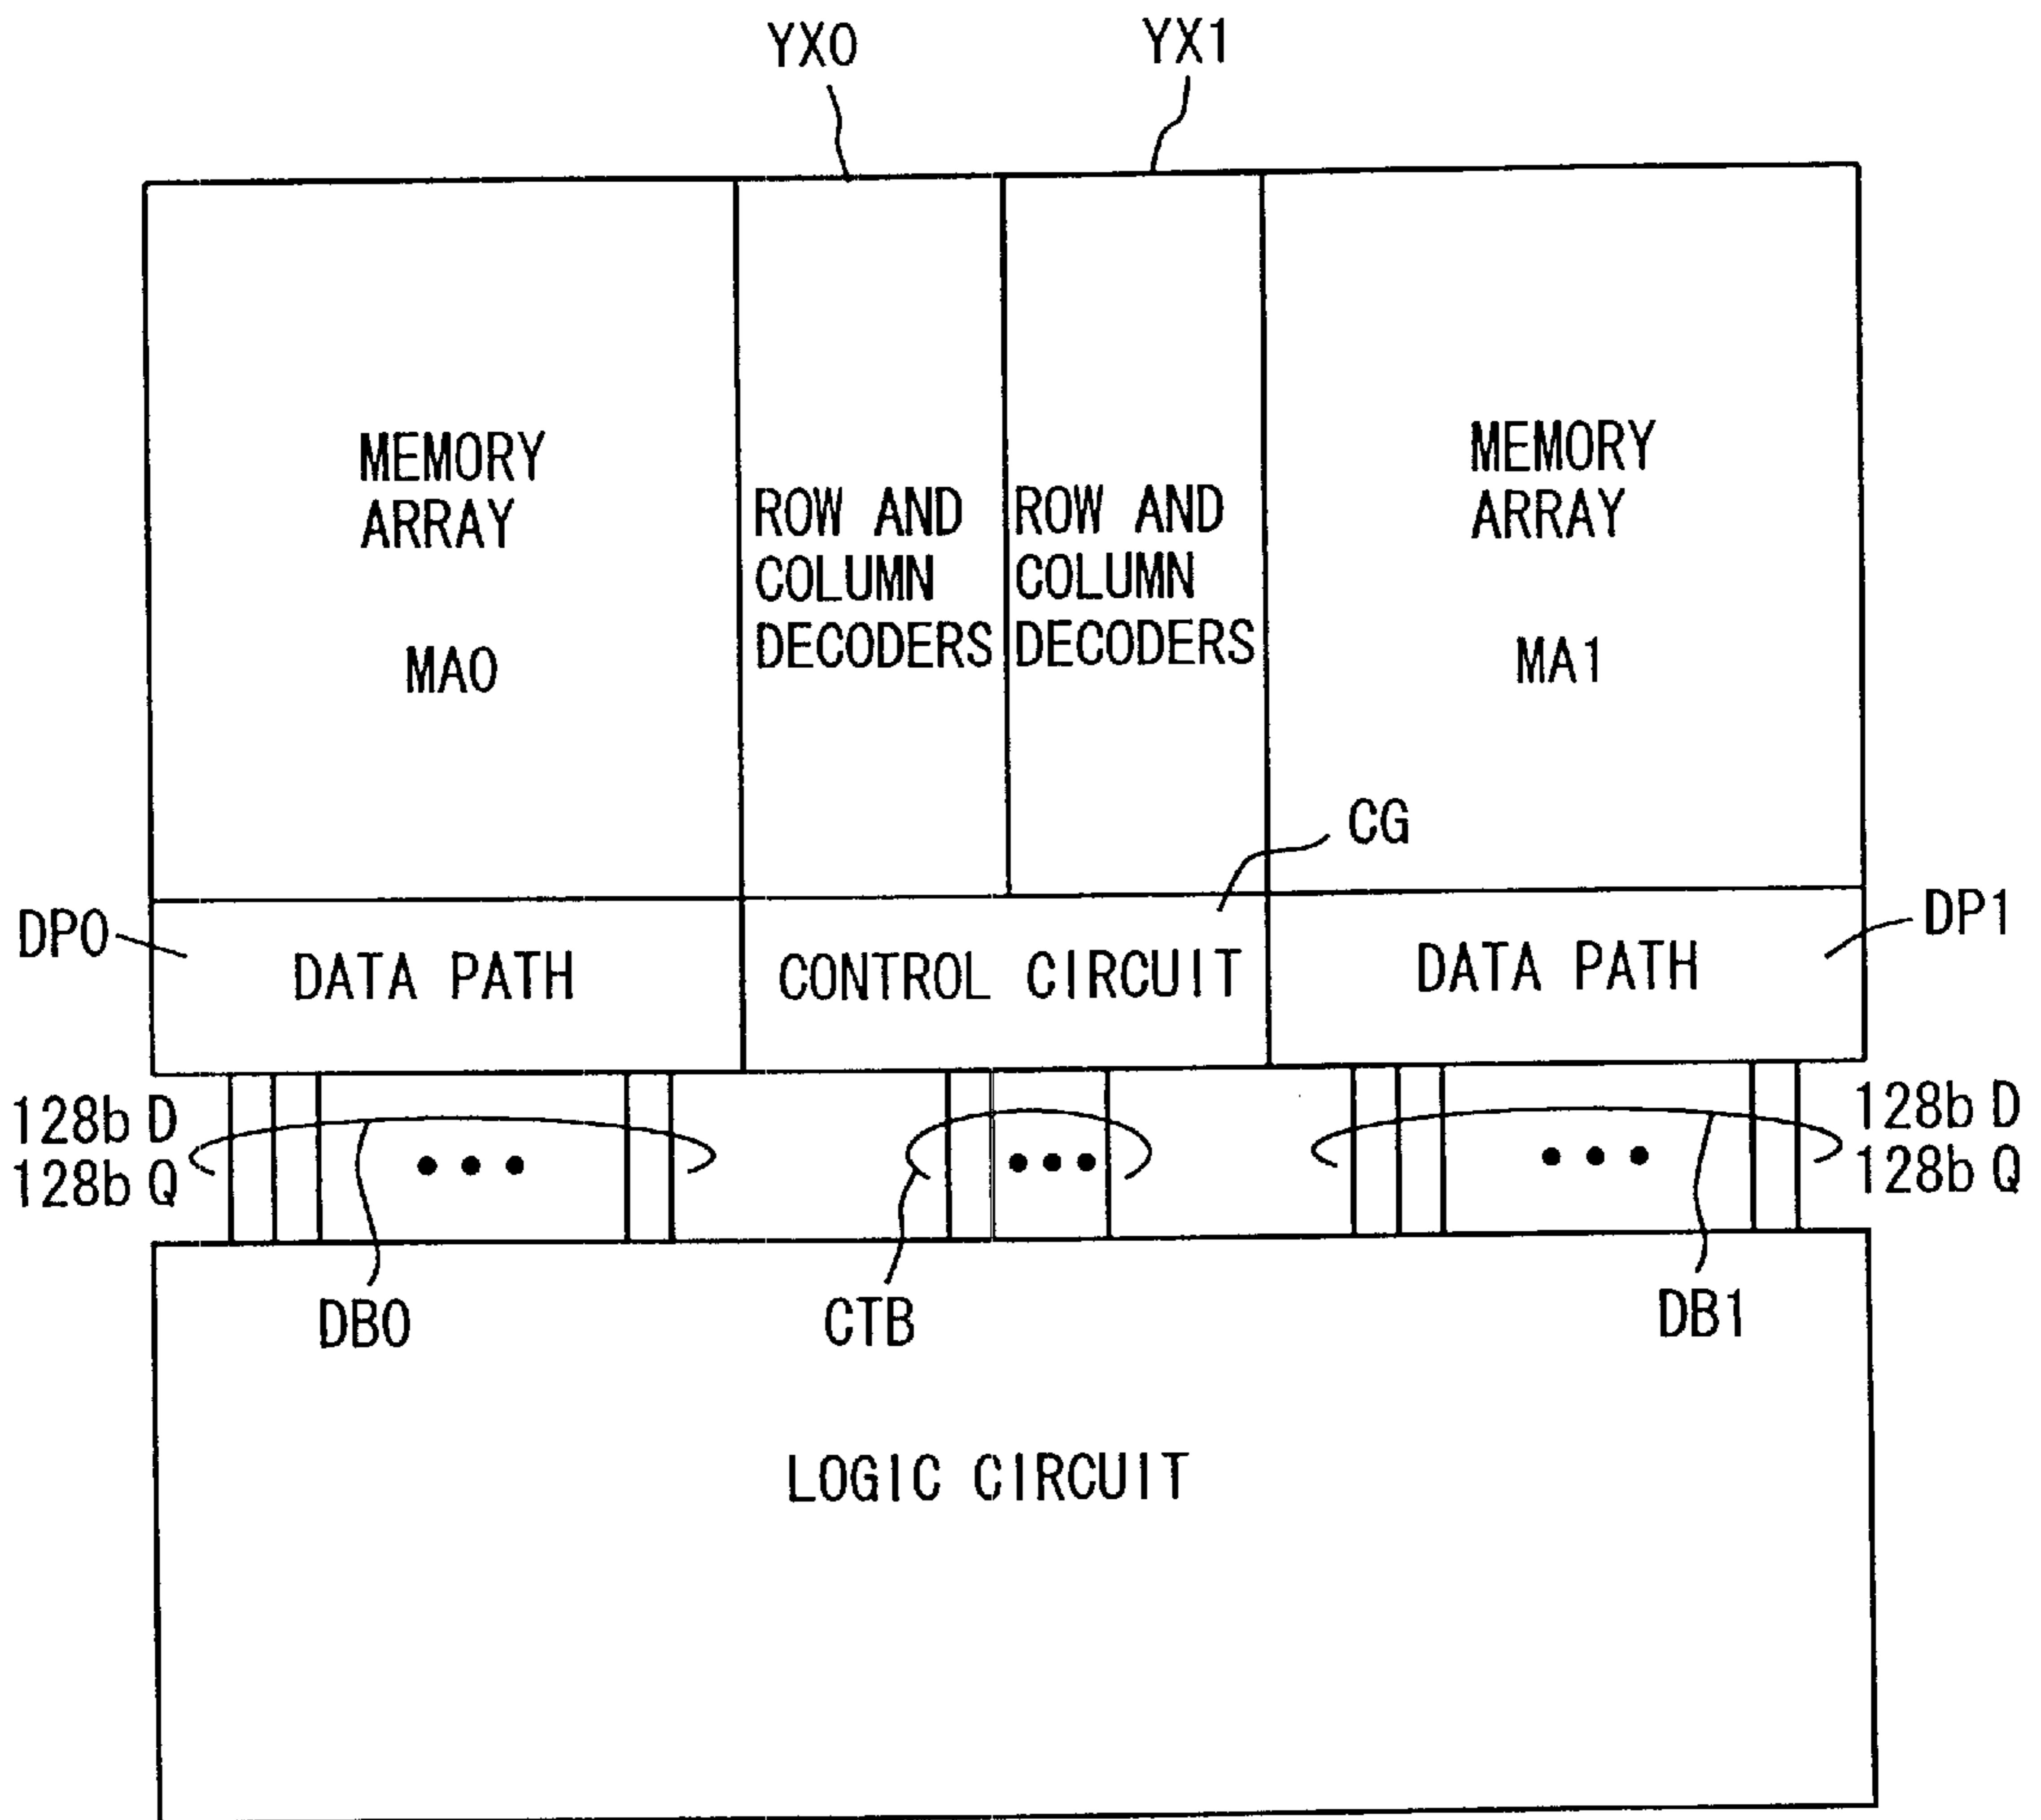 YX0
YX1
MEMORY
ARRAY
MA0
ROW AND
COLUMN
DECODERS
ROW AND
COLUMN
DECODERS
MEMORY
ARRAY
MA1
CG
DP0
DATA PATH
CONTROL CIRCUIT
DATA PATH
DP1
128b D
128b Q
128b D
128b Q
DB0
CTB
DB1
LOGIC CIRCUIT